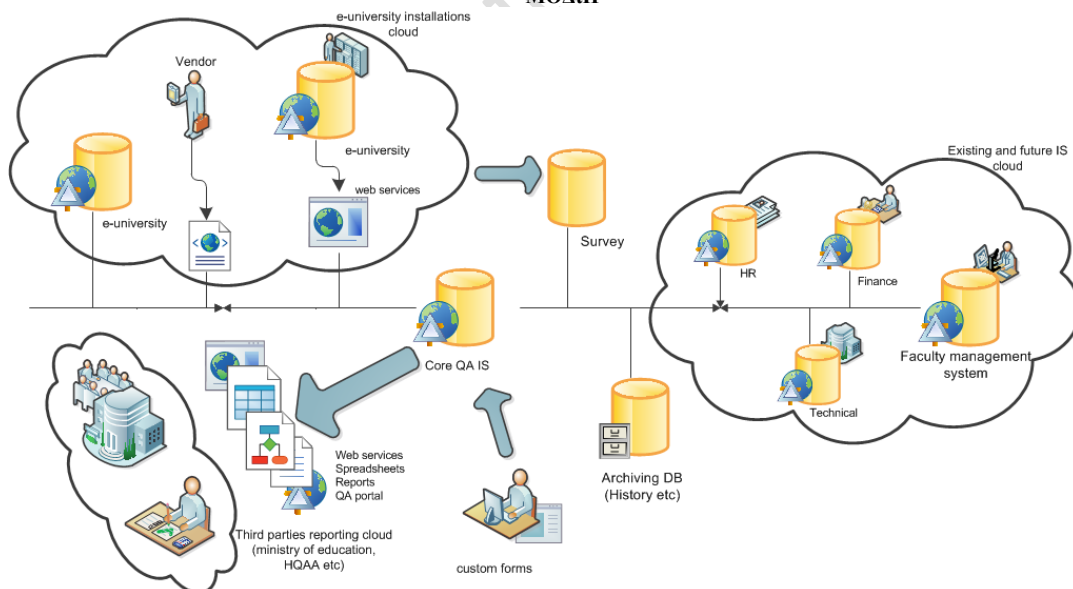 ΜΟΔΙΠ
e-university installations
cloud
Vendor
e-university
web services
e-university
Survey
Existing and future IS
cloud
HR
Finance
Faculty management
system
Technical
Core QA IS
Archiving DB
(History etc)
Web services
Spreadsheets
Reports
QA portal
Third parties reporting cloud
(ministry of education,
HQAA etc)
custom forms